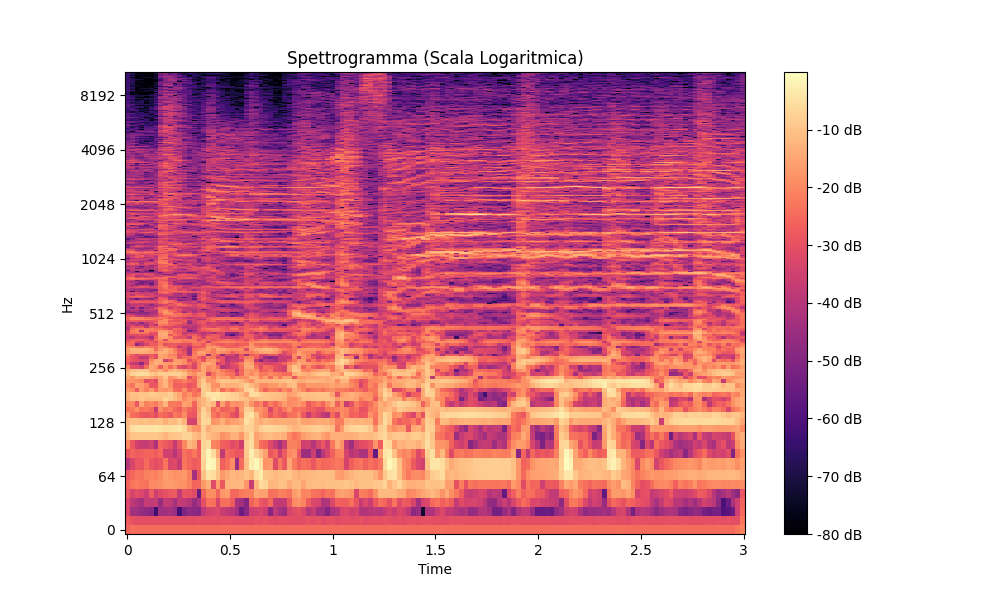 Spettrogramma (Scala Logaritmica)
8192
4096
2048
1024
512
256
128
64
0
Hz
0
0.5
1
1.5
2
2.5
3
Time
-10 dB
-20 dB
-30 dB
-40 dB
-50 dB
-60 dB
-70 dB
-80 dB